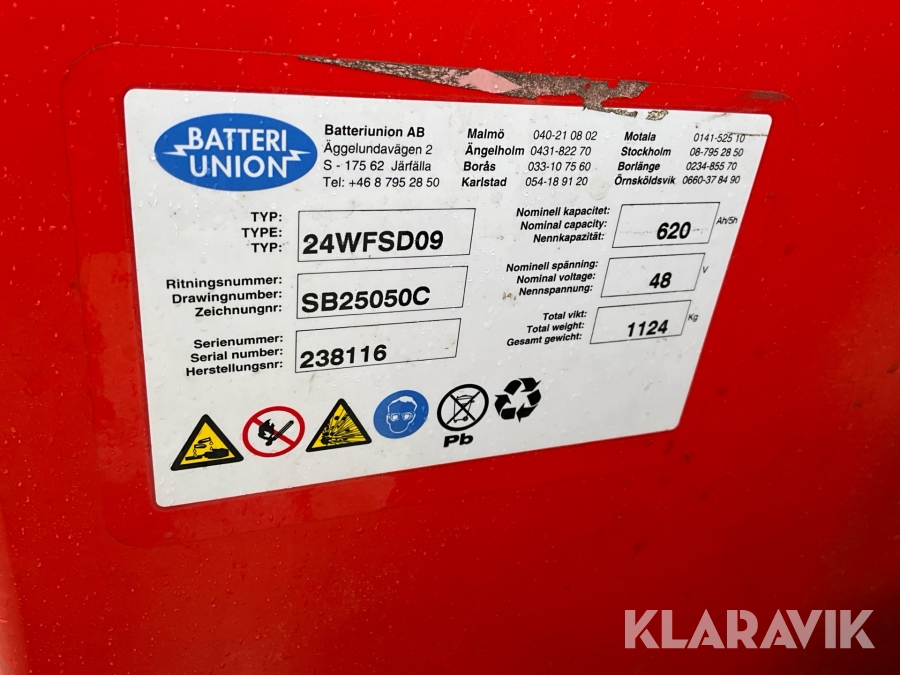 BATTERI
UNION
Batteriunion AB
Äggelundavägen 2
S - 175 62 Järfälla
Tel: +46 8 795 28 50
Malmö 040-21 08 02
Ängelholm 0431-822 70
Borås 033-10 75 60
Karlstad 054-18 91 20
Motala 0141-525 10
Stockholm 08-795 28 50
Borlänge 0234-855 70
Örnsköldsvik 0660-37 84 90
TYP:
TYPE:
TYP:
24WFSD09
Ritningsnummer:
Drawingnumber:
Zeichnungnr:
SB25050C
Serienummer:
Serial number:
Herstellungsnr:
238116
Nominell kapacitet:
Nominal capacity:
Nennkapazität:
620 Ah/5h
Nominell spänning:
Nominal voltage:
Nennspannung:
48 V
Total vikt:
Total weight:
Gesamt gewicht:
1124 Kg
Pb
KLARAVIK